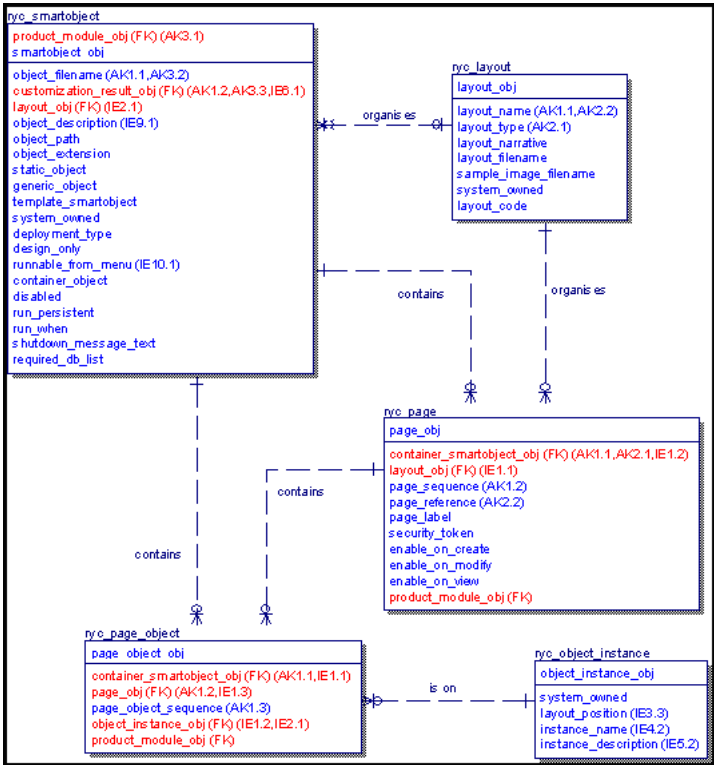 ryc_smartobject
product_module_obj (FK) (AK3.1)
smartobject_obj
object_filename (AK1.1,AK3.2)
customization_result_obj (FK) (AK1.2,AK3.3,IE6.1)
layout_obj (FK) (IE2.1)
object_description (IE9.1)
object_path
object_extension
static_object
generic_object
template_smartobject
system_owned
deployment_type
design_only
runnable_from_menu (IE10.1)
container_object
disabled
run_persistent
run_when
shutdown_message_text
required_db_list
organises
ryc_layout
layout_obj
layout_name (AK1.1,AK2.2)
layout_type (AK2.1)
layout_narrative
layout_filename
sample_image_filename
system_owned
layout_code
contains
organises
ryc_page
page_obj
container_smartobject_obj (FK) (AK1.1,AK2.1,IE1.2)
layout_obj (FK) (IE1.1)
page_sequence (AK1.2)
page_reference (AK2.2)
page_label
security_token
enable_on_create
enable_on_modify
enable_on_view
product_module_obj (FK)
contains
contains
ryc_page_object
page_object_obj
container_smartobject_obj (FK) (AK1.1,IE1.1)
page_obj (FK) (AK1.2,IE1.3)
page_object_sequence (AK1.3)
object_instance_obj (FK) (IE1.2,IE2.1)
product_module_obj (FK)
is on
ryc_object_instance
object_instance_obj
system_owned
layout_position (IE3.3)
instance_name (IE4.2)
instance_description (IE5.2)